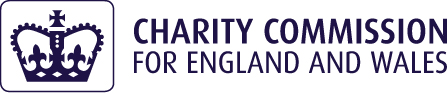 CHARITY COMMISSION
FOR ENGLAND AND WALES